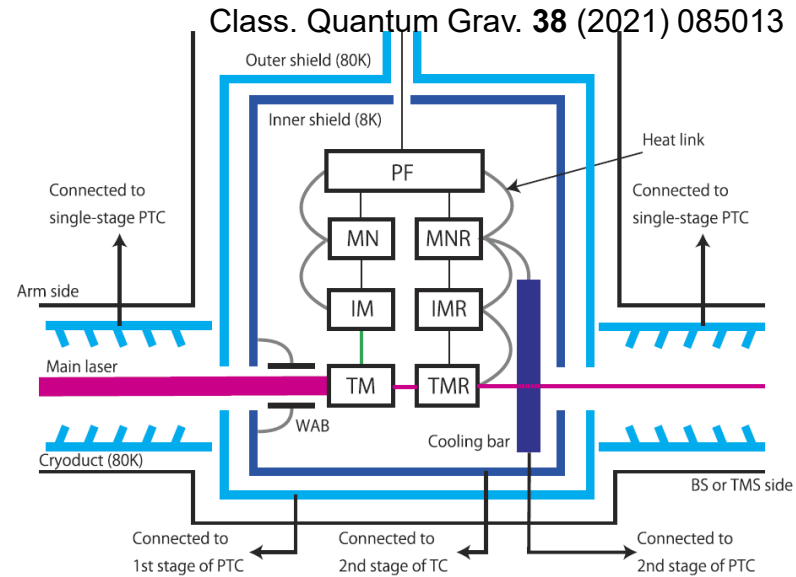 Class. Quantum Grav. 38 (2021) 085013
Outer shield (80K)
Inner shield (8K)
Heat link
PF
Connected to
single-stage PTC
Connected to
single-stage PTC
MN
MNR
Arm side
IM
IMR
Main laser
TM
TMR
WAB
Cooling bar
Cryoduct (80K)
BS or TMS side
Connected to
1st stage of PTC
Connected to
2nd stage of TC
Connected to
2nd stage of PTC